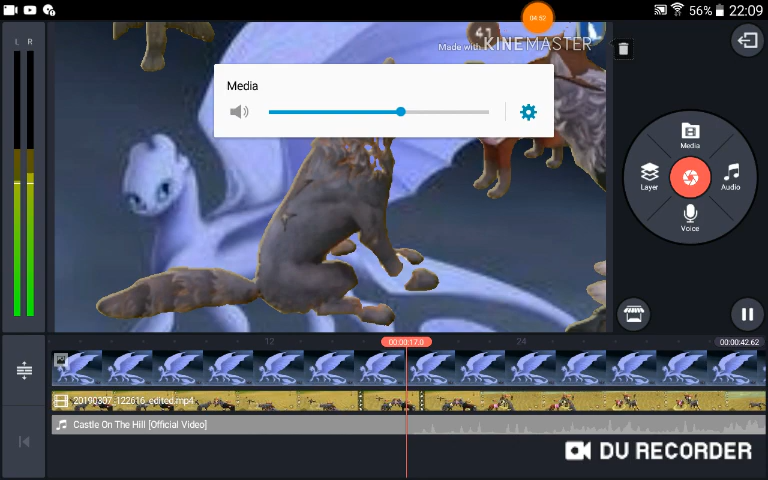 04:52
56%
22:09
L R
41
Made with KINEMASTER
Media
Media
Layer
Audio
Voice
12
00:00:17.0
24
00:00:42.62
20190307_122616_edited.mp4
Castle On The Hill [Official Video]
DU RECORDER